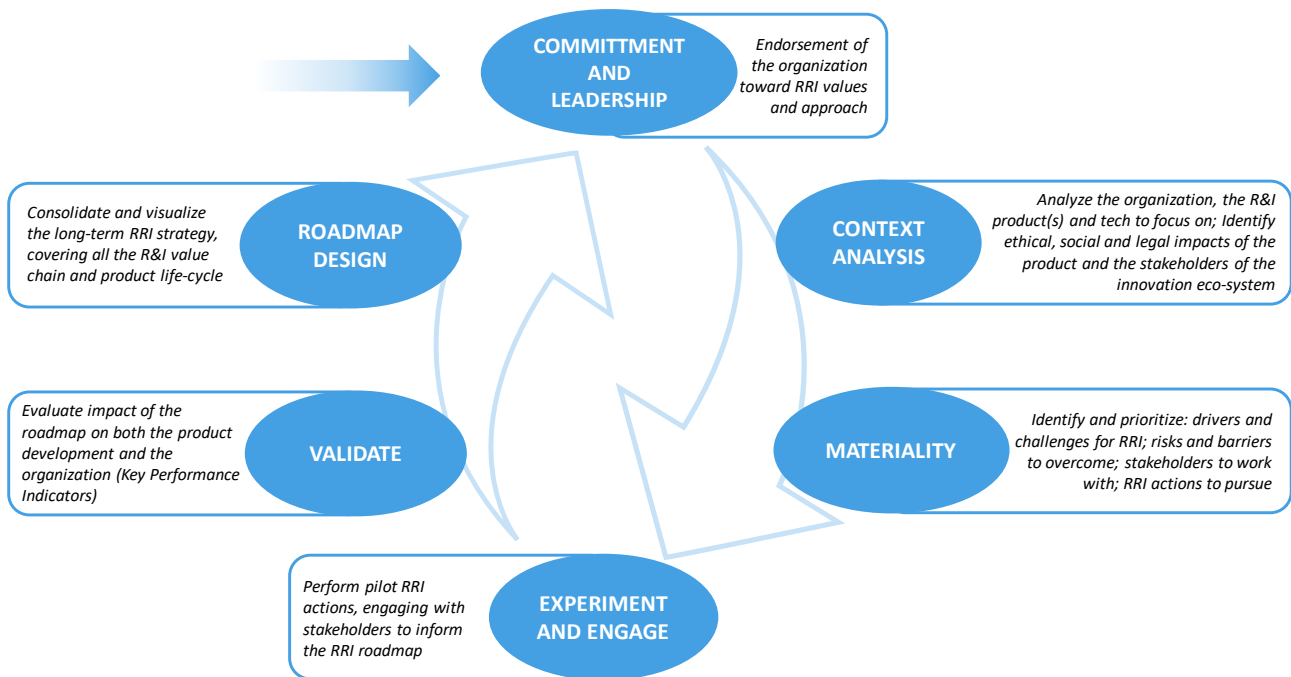 COMMITTMENT
AND
LEADERSHIP
Endorsement of
the organization
toward RRI values
and approach
CONTEXT
ANALYSIS
Analyze the organization, the R&I
product(s) and tech to focus on; Identify
ethical, social and legal impacts of the
product and the stakeholders of the
innovation eco-system
MATERIALITY
Identify and prioritize: drivers and
challenges for RRI; risks and barriers
to overcome; stakeholders to work
with; RRI actions to pursue
EXPERIMENT
AND ENGAGE
Perform pilot RRI
actions, engaging with
stakeholders to inform
the RRI roadmap
VALIDATE
Evaluate impact of the
roadmap on both the product
development and the
organization (Key Performance
Indicators)
ROADMAP
DESIGN
Consolidate and visualize
the long-term RRI strategy,
covering all the R&I value
chain and product life-cycle